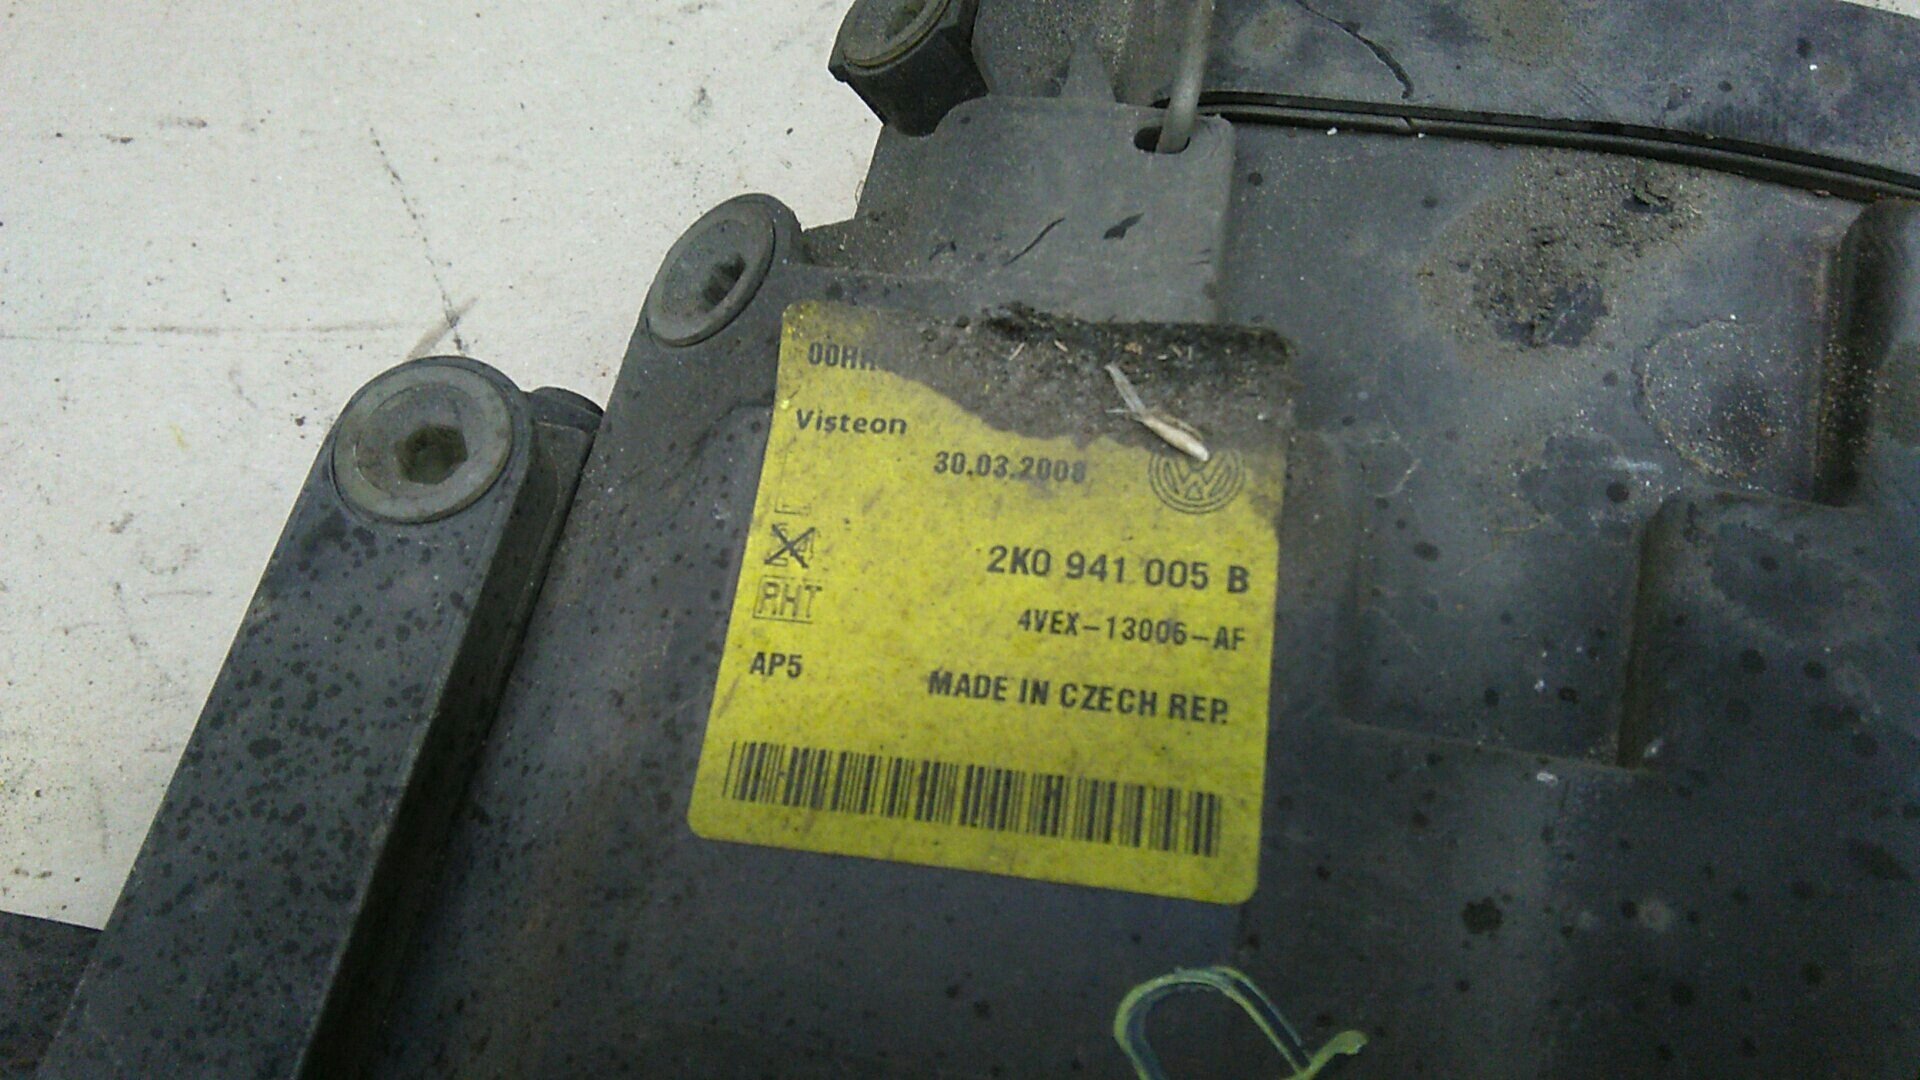 Visteon
30.03.2008
2K0 941 005 B
4VEX-13006-AF
RHT
AP5
MADE IN CZECH REP.